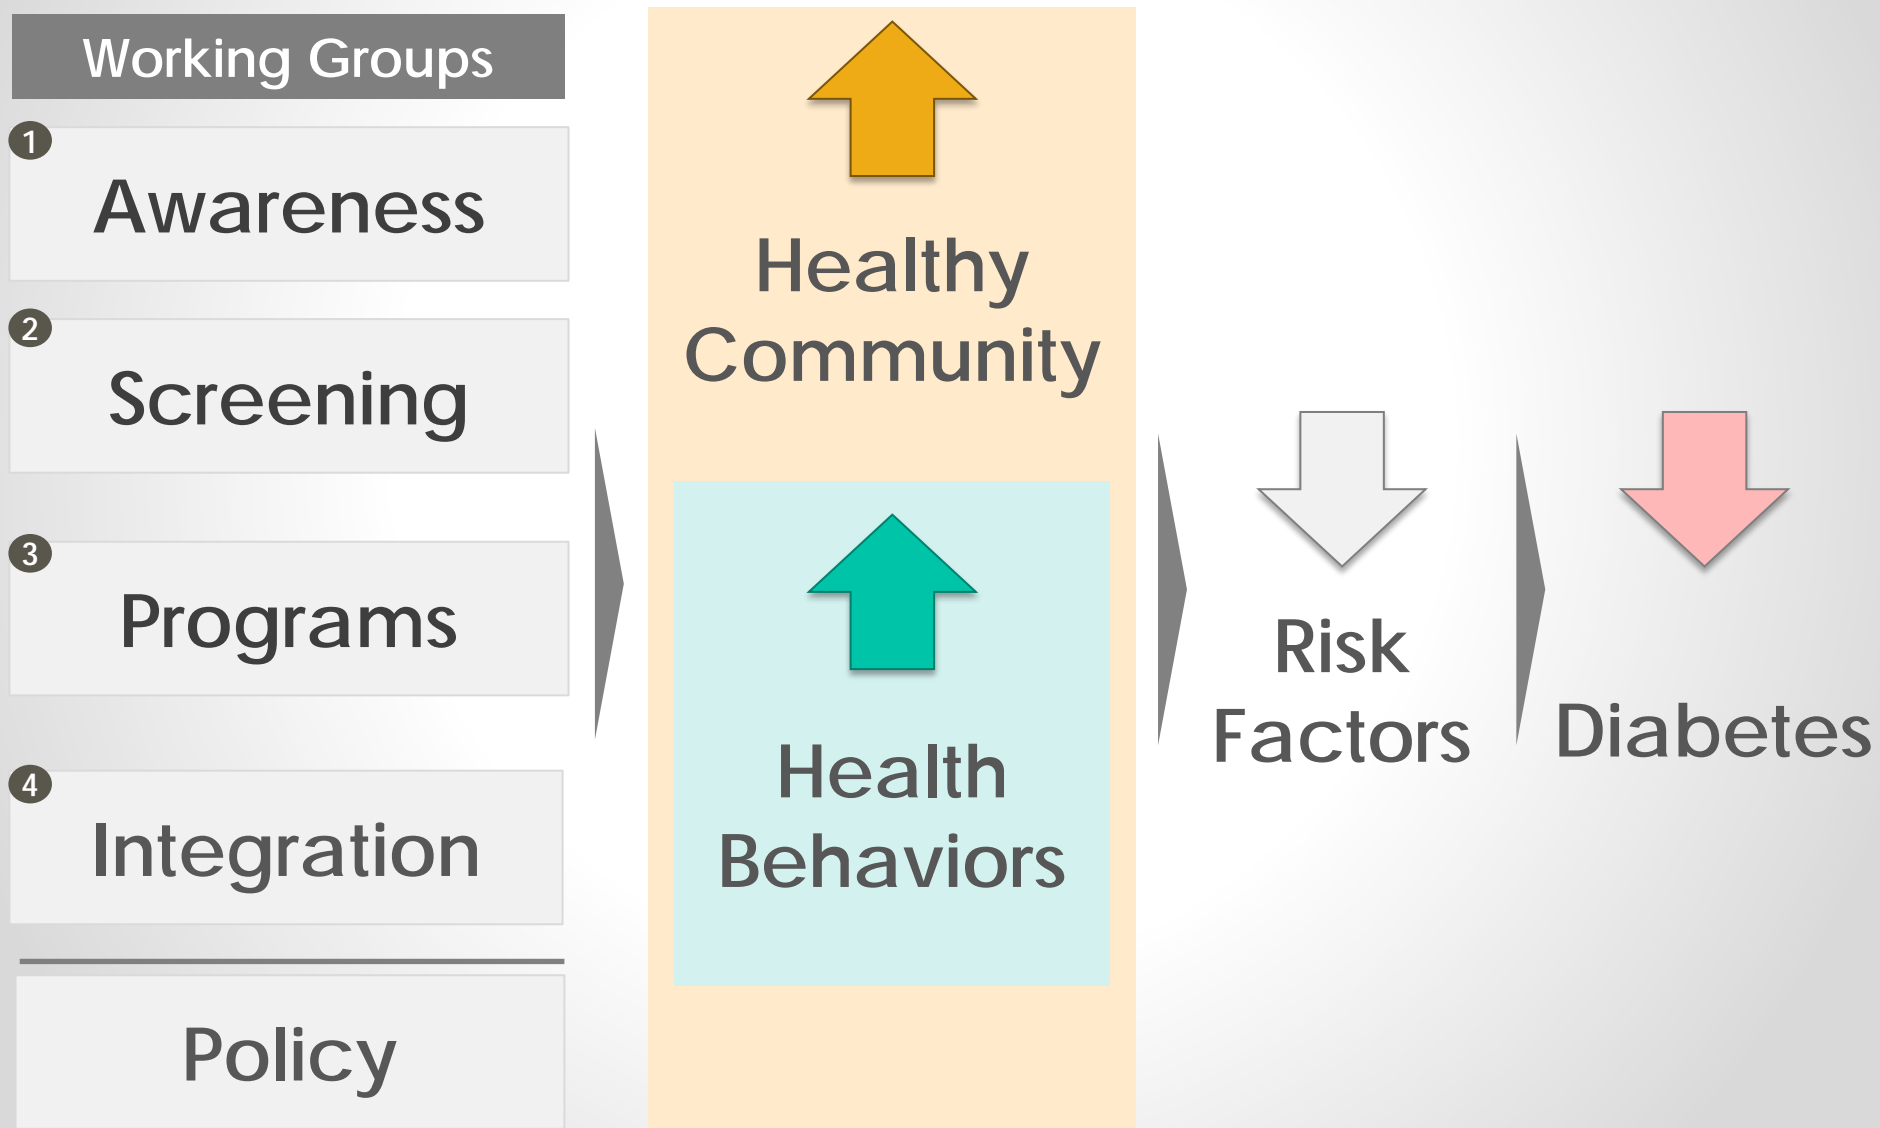 Working Groups
1
Awareness
2
Screening
3
Programs
4
Integration
Policy
Healthy
Community
Health
Behaviors
Risk
Factors
Diabetes